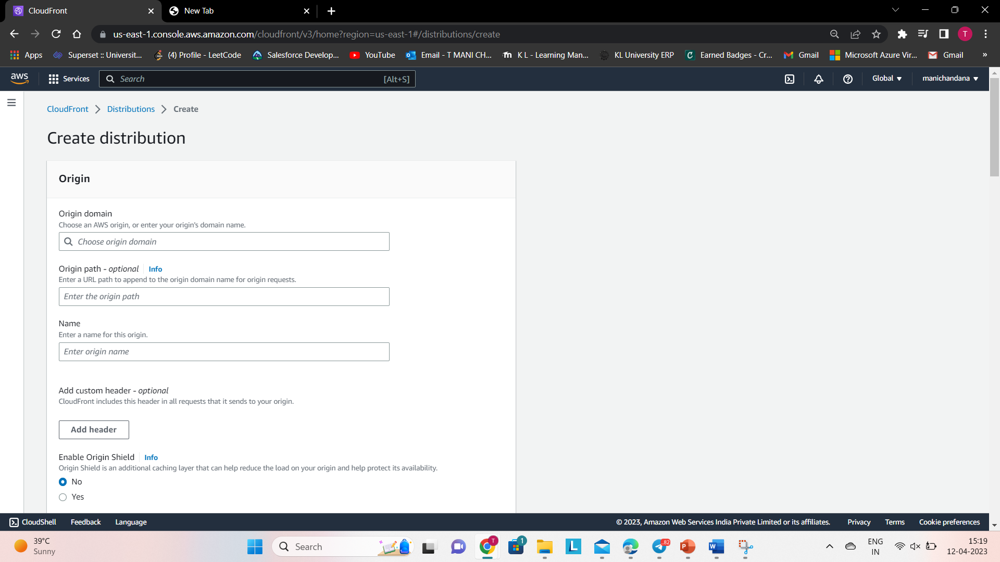 CloudFront
New Tab
us-east-1.console.aws.amazon.com/cloudfront/v3/home?region=us-east-1#/distributions/create
T
Apps
Superset :: Universit...
(4) Profile - LeetCode
Salesforce Develop...
YouTube
Email - T MANI CH...
K L - Learning Man...
KL University ERP
Earned Badges - Cr...
Gmail
Microsoft Azure Vir...
Gmail
»
aws
Services
Search
[Alt+S]
Global
manichandana
CloudFront
Distributions
Create
Create distribution
Origin
Origin domain
Choose an AWS origin, or enter your origin's domain name.
Choose origin domain
Origin path - optional
Info
Enter a URL path to append to the origin domain name for origin requests.
Enter the origin path
Name
Enter a name for this origin.
Enter origin name
Add custom header - optional
CloudFront includes this header in all requests that it sends to your origin.
Add header
Enable Origin Shield
Info
Origin Shield is an additional caching layer that can help reduce the load on your origin and help protect its availability.
No
Yes
CloudShell
Feedback
Language
© 2023, Amazon Web Services India Private Limited or its affiliates.
Privacy
Terms
Cookie preferences
39°C
Sunny
Search
T
1
L
82
P
W
ENG
IN
15:19
12-04-2023